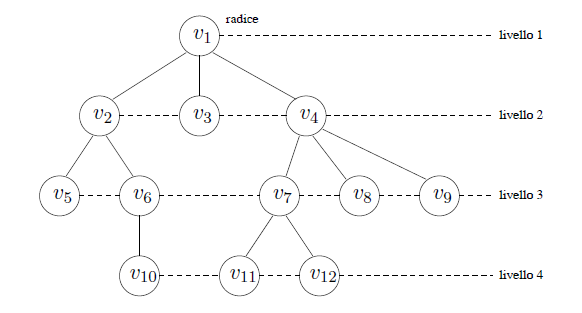 radice
v1 livello 1
v2 v3 v4 livello 2
v5 v6 v7 v8 v9 livello 3
v10 v11 v12 livello 4